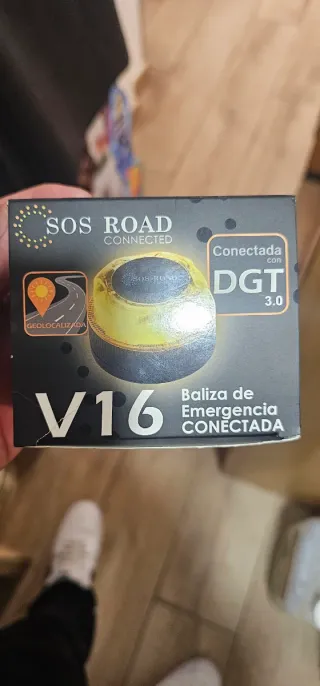 SOS ROAD
CONNECTED
Conectada
con
DGT
3.0
GEOLOCALIZADA
V16
Baliza de
Emergencia
CONECTADA